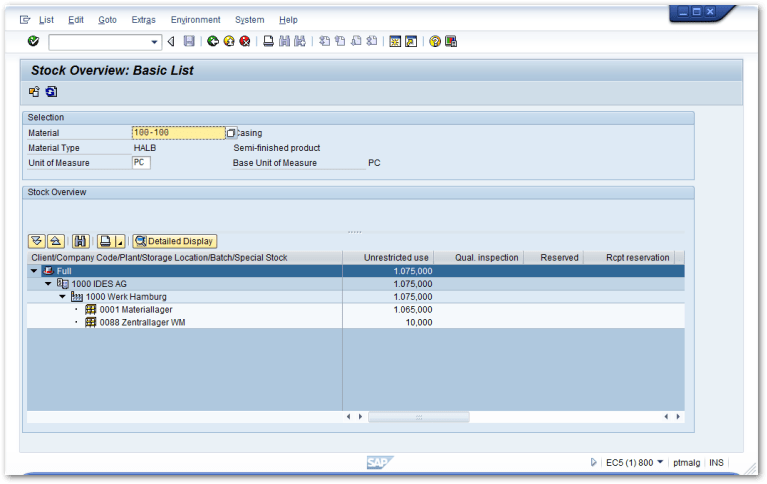 List Edit Goto Extras Environment System Help
Stock Overview: Basic List
Selection
Material 100-100 Casing
Material Type HALB Semi-finished product
Unit of Measure PC Base Unit of Measure PC
Stock Overview
Detailed Display
Client/Company Code/Plant/Storage Location/Batch/Special Stock Unrestricted use Qual. inspection Reserved Rcpt reservation
Full 1.075,000
1000 IDES AG 1.075,000
1000 Werk Hamburg 1.075,000
0001 Materiallager 1.065,000
0088 Zentrallager WM 10,000
SAP EC5 (1) 800 ptmalg INS